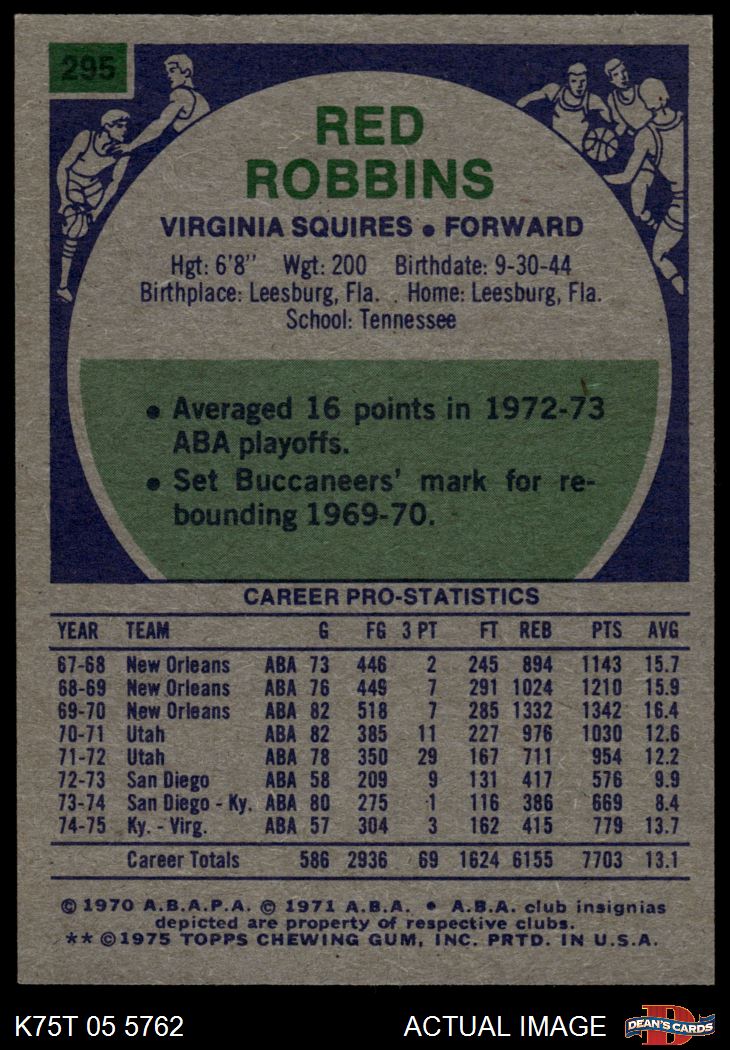 295
RED
ROBBINS
VIRGINIA SQUIRES • FORWARD
Hgt: 6'8" Wgt: 200 Birthdate: 9-30-44
Birthplace: Leesburg, Fla. Home: Leesburg, Fla.
School: Tennessee
• Averaged 16 points in 1972-73
ABA playoffs.
• Set Buccaneers' mark for re-
bounding 1969-70.
CAREER PRO-STATISTICS
YEAR TEAM G FG 3 PT FT REB PTS AVG
67-68 New Orleans ABA 73 446 2 245 894 1143 15.7
68-69 New Orleans ABA 76 449 7 291 1024 1210 15.9
69-70 New Orleans ABA 82 518 7 285 1332 1342 16.4
70-71 Utah ABA 82 385 11 227 976 1030 12.6
71-72 Utah ABA 78 350 29 167 711 954 12.2
72-73 San Diego ABA 58 209 9 131 417 576 9.9
73-74 San Diego - Ky. ABA 80 275 1 116 386 669 8.4
74-75 Ky. - Virg. ABA 57 304 3 162 415 779 13.7
Career Totals 586 2936 69 1624 6155 7703 13.1
© 1970 A.B.A.P.A. © 1971 A.B.A. • A.B.A. club insignias
depicted are property of respective clubs.
** © 1975 TOPPS CHEWING GUM, INC. PRTD. IN U.S.A.
K75T 05 5762 ACTUAL IMAGE D DEAN'S CARDS